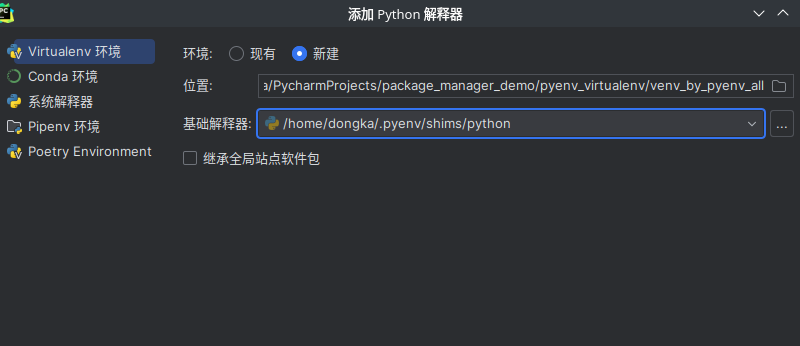 PC
添加 Python 解释器
Virtualenv 环境
Conda 环境
系统解释器
Pipenv 环境
Poetry Environment
环境: 现有 新建
位置: a/PycharmProjects/package_manager_demo/pyenv_virtualenv/venv_by_pyenv_all
基础解释器: /home/dongka/.pyenv/shims/python ...
继承全局站点软件包